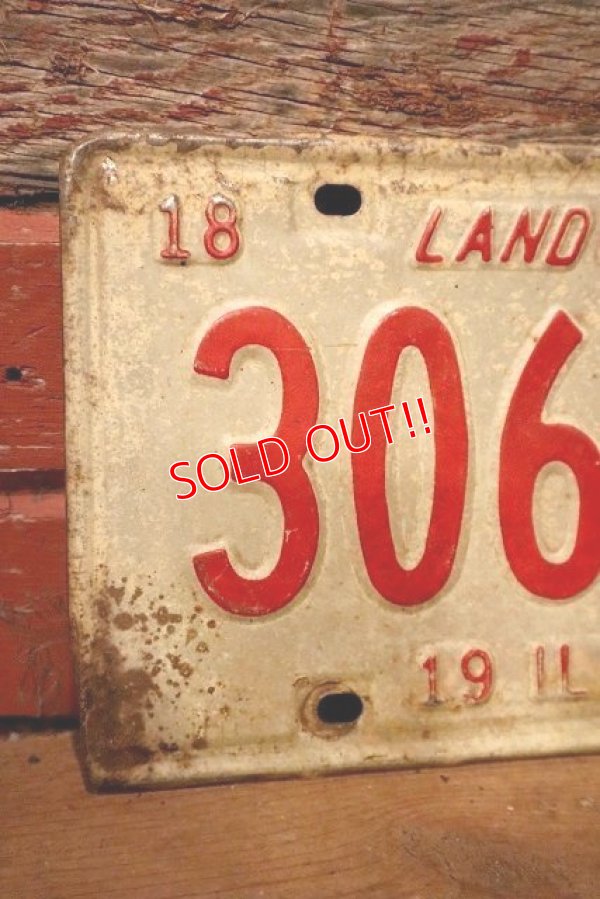 18 LAND
306
SOLD OUT!!
19 IL